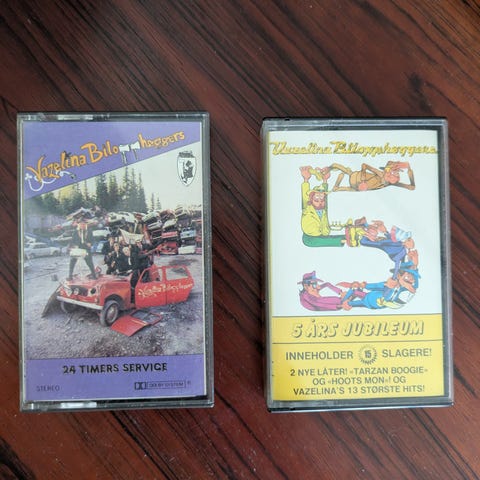 Vazelina Bilopphøggers
24 TIMERS SERVICE
STEREO
DOLBY SYSTEM
Vazelina Bilopphøggers
5 ÅRS JUBILEUM
INNEHOLDER 15 SLAGERE!
2 NYE LÅTER! «TARZAN BOOGIE»
OG «HOOTS MON»! OG
VAZELINA'S 13 STØRSTE HITS!